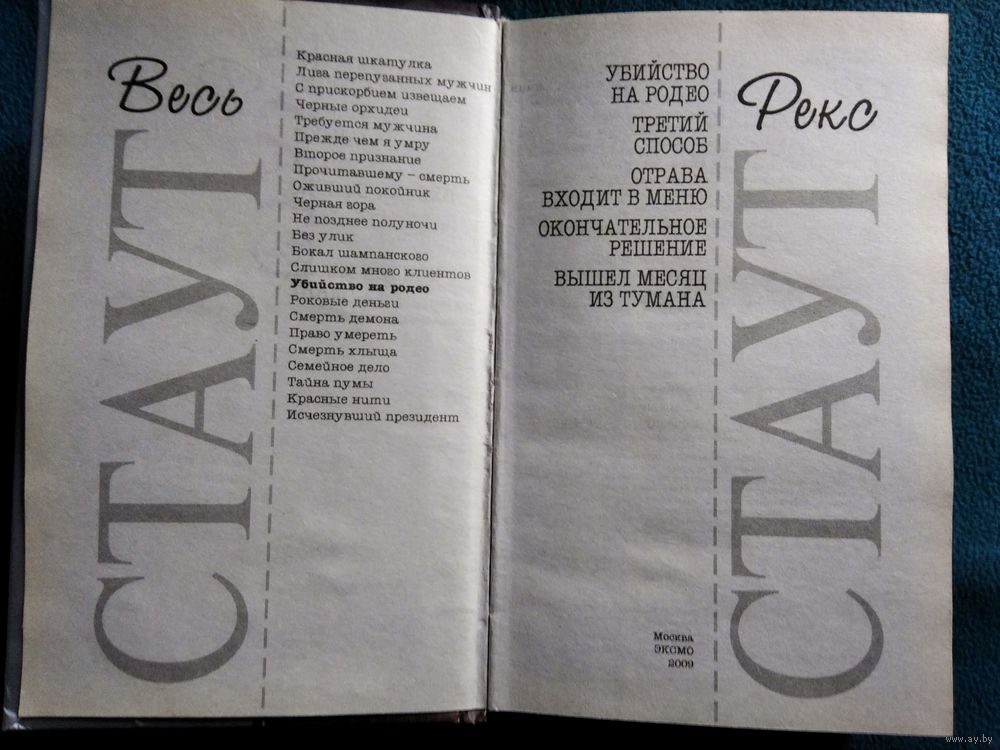 Весь
СТАУТ
Красная шкатулка
Лига перепуганных мужчин
С прискорбием извещаем
Черные орхидеи
Требуется мужчина
Прежде чем я умру
Второе признание
Прочитавшему – смерть
Оживший покойник
Черная гора
Не позднее полуночи
Без улик
Бокал шампанского
Слишком много клиентов
Убийство на родео
Роковые деньги
Смерть демона
Право умереть
Смерть хлыща
Семейное дело
Тайна пумы
Красные нити
Исчезнувший президент
УБИЙСТВО
НА РОДЕО
ТРЕТИЙ
СПОСОБ
ОТРАВА
ВХОДИТ В МЕНЮ
ОКОНЧАТЕЛЬНОЕ
РЕШЕНИЕ
ВЫШЕЛ МЕСЯЦ
ИЗ ТУМАНА
Рекс
СТАУТ
Москва
ЭКСМО
2009
www.ay.by